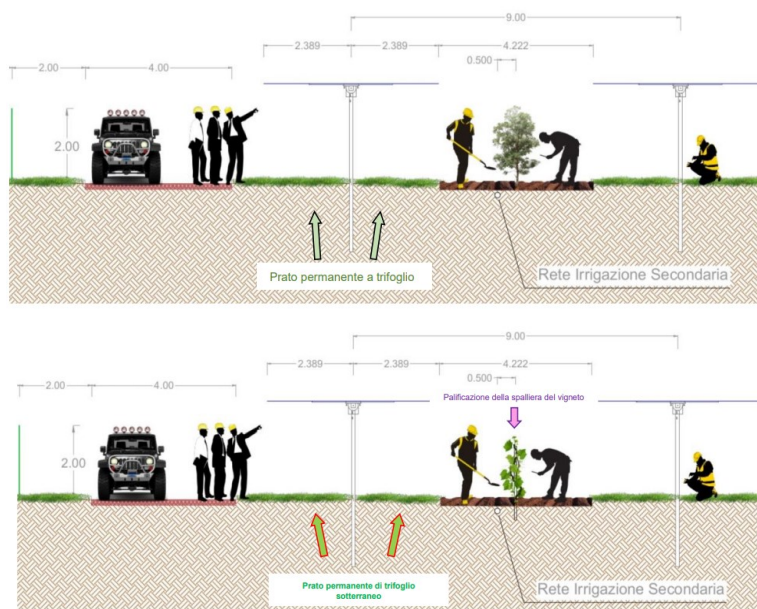 9.00
2.389
2.389
4.222
2.00
4.00
0.500
2.00
Prato permanente a trifoglio
Rete Irrigazione Secondaria
9.00
2.389
2.389
4.222
2.00
4.00
0.500
Palificazione della spalliera del vigneto
2.00
Prato permanente di trifoglio
sotterraneo
Rete Irrigazione Secondaria